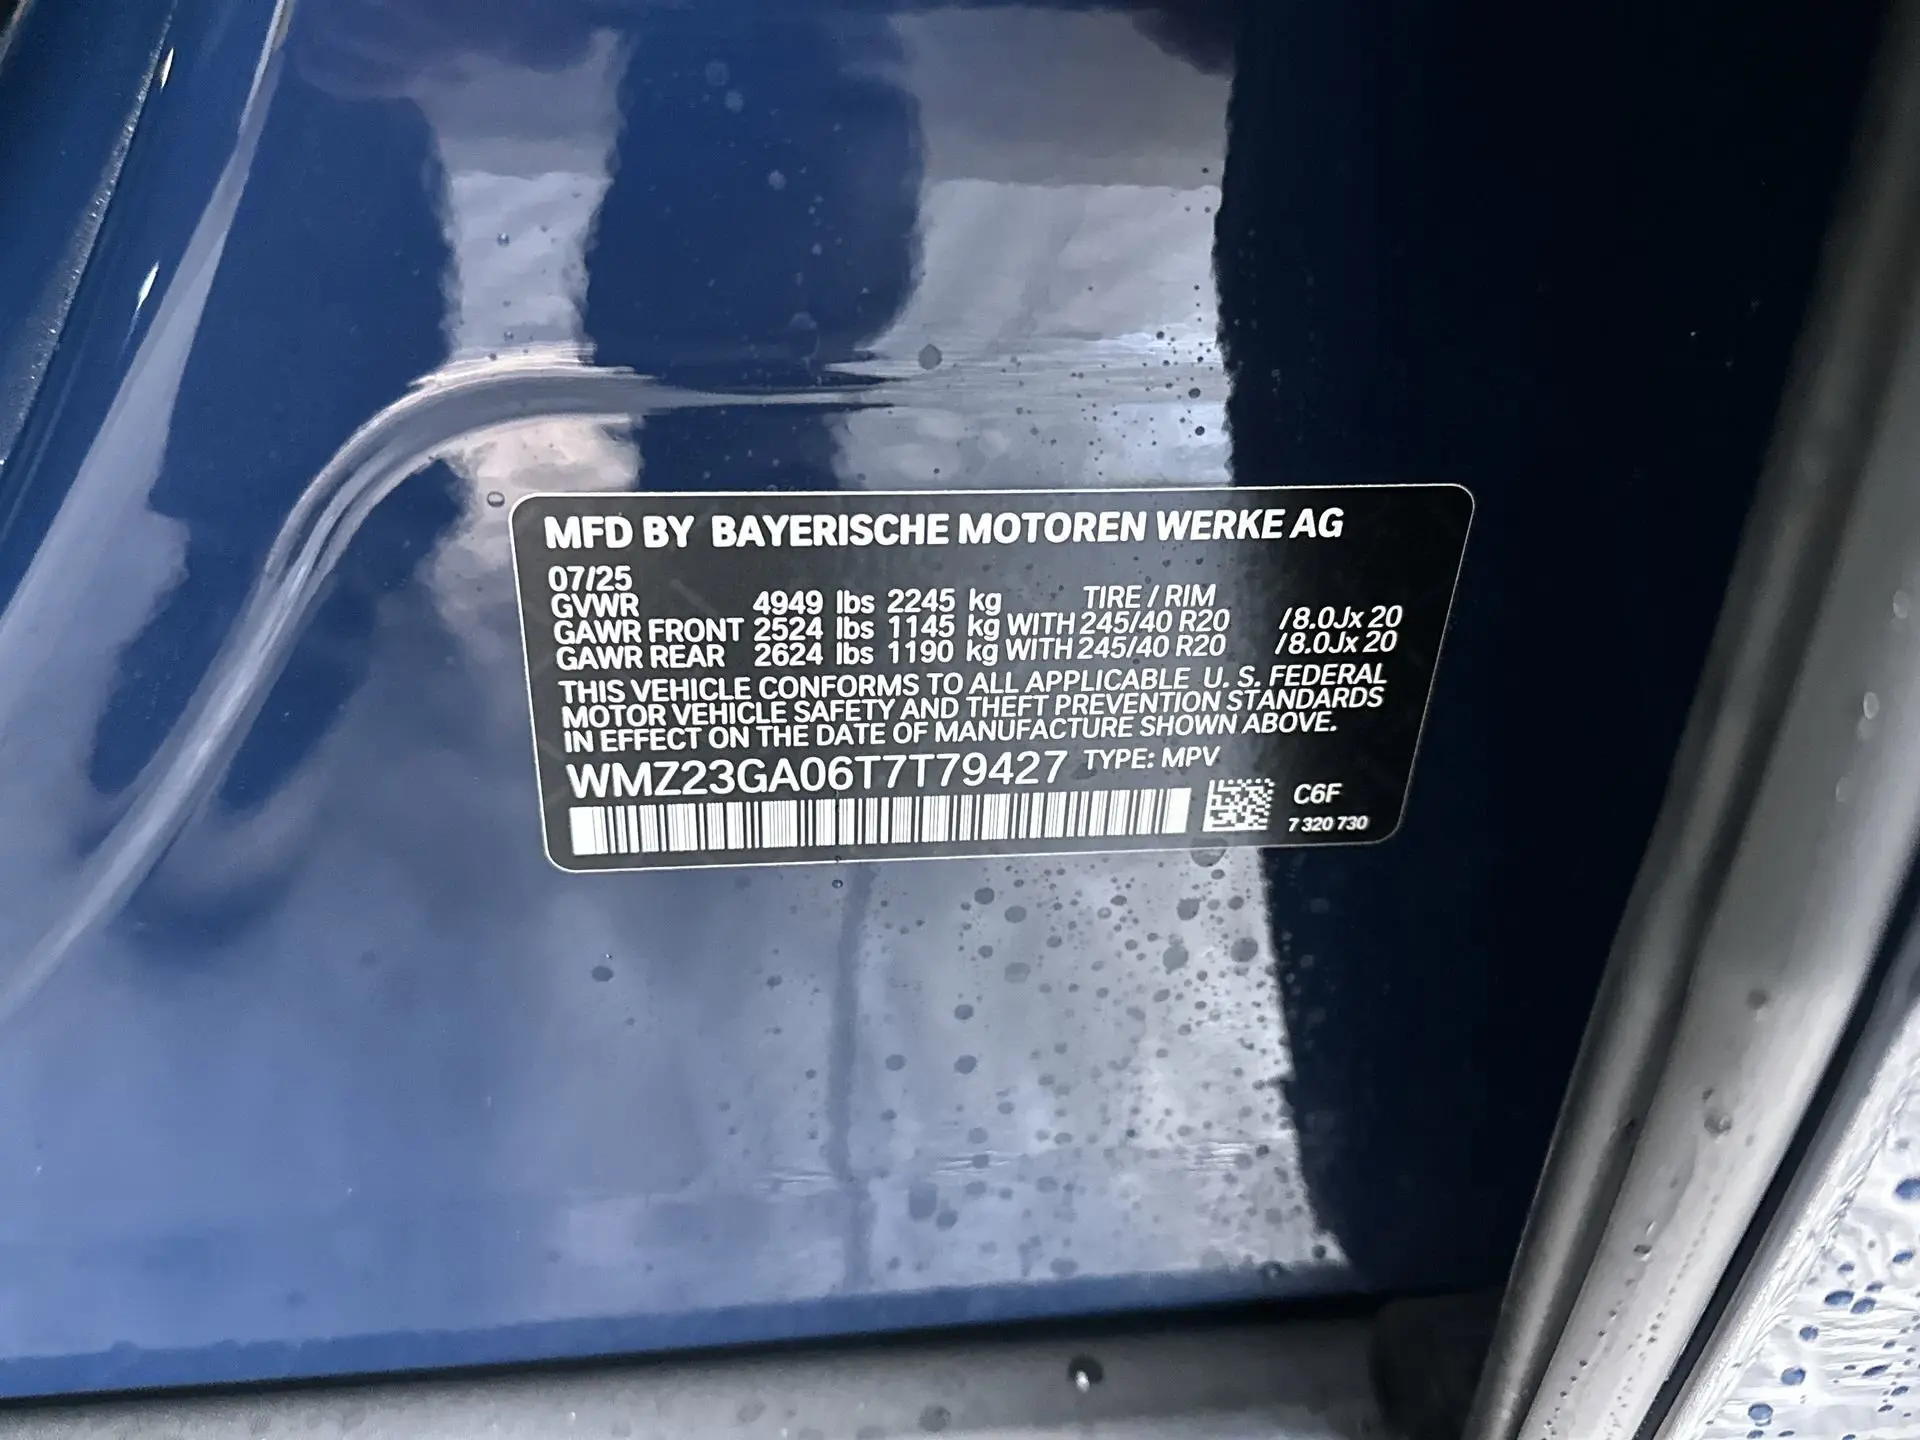 MFD BY BAYERISCHE MOTOREN WERKE AG
07/25
GVWR 4949 lbs 2245 kg TIRE / RIM
GAWR FRONT 2524 lbs 1145 kg WITH 245/40 R20 /8.0Jx 20
GAWR REAR 2624 lbs 1190 kg WITH 245/40 R20 /8.0Jx 20
THIS VEHICLE CONFORMS TO ALL APPLICABLE U. S. FEDERAL
MOTOR VEHICLE SAFETY AND THEFT PREVENTION STANDARDS
IN EFFECT ON THE DATE OF MANUFACTURE SHOWN ABOVE.
WMZ23GA06T7T79427 TYPE: MPV
C6F
7 320 730